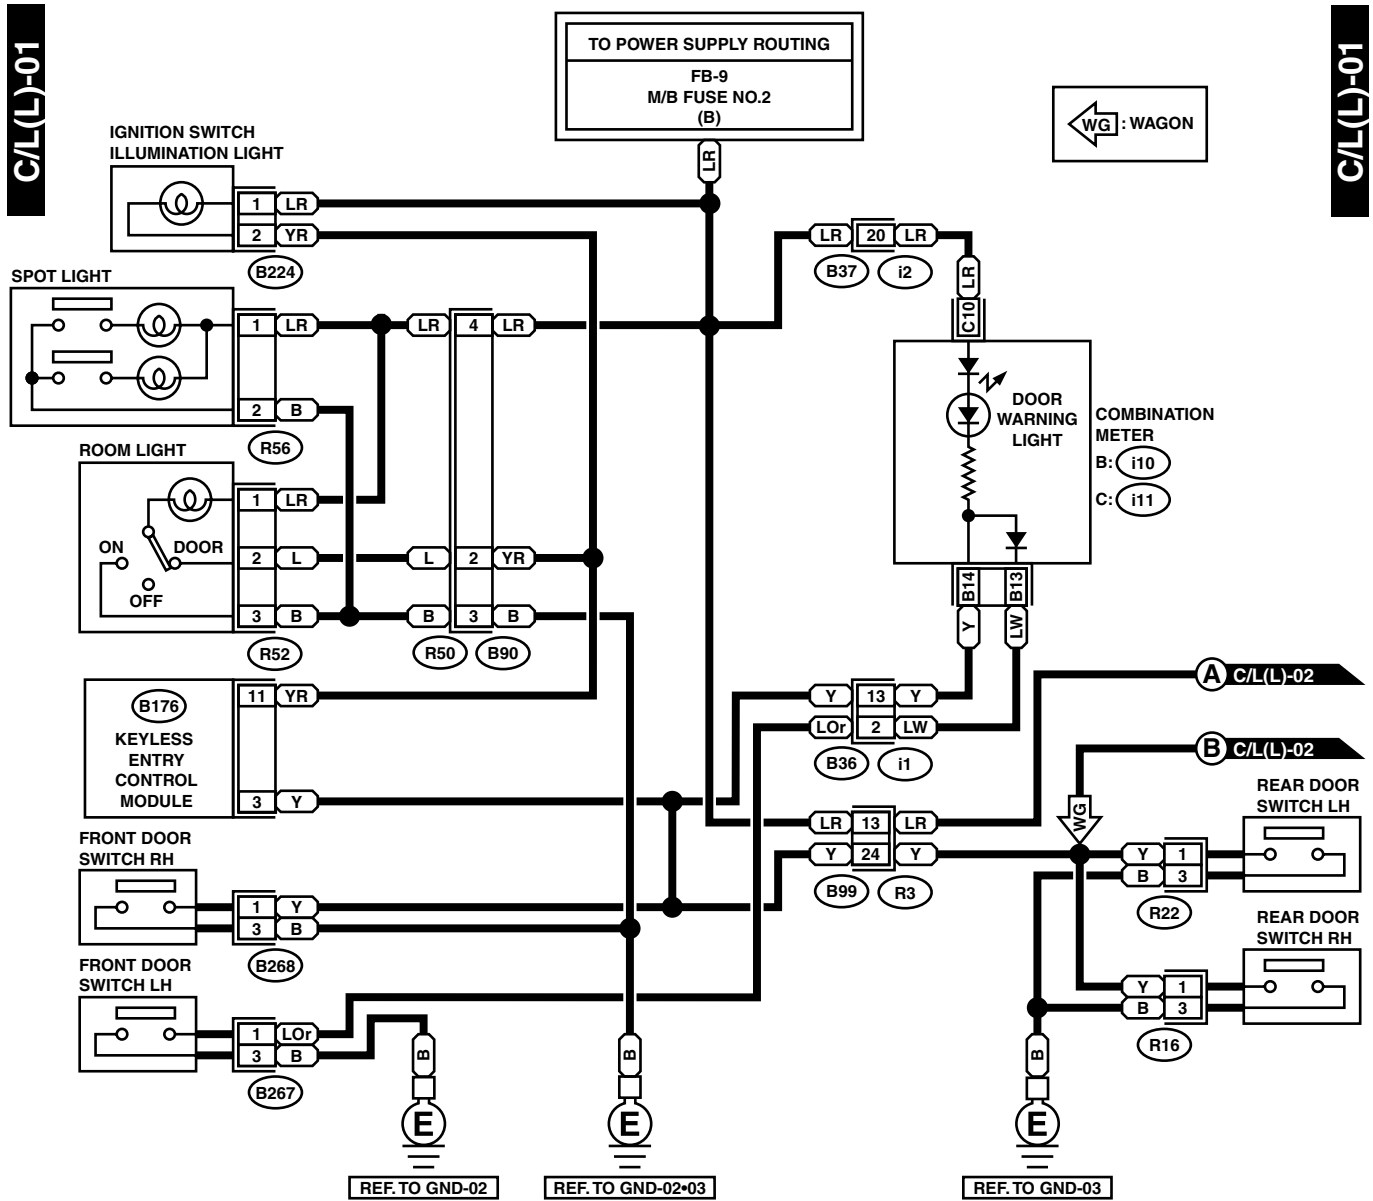 C/L(L)-01
C/L(L)-01
TO POWER SUPPLY ROUTING
FB-9
M/B FUSE NO.2
(B)
LR
WG : WAGON
IGNITION SWITCH
ILLUMINATION LIGHT
1 LR
2 YR
B224
LR 20 LR
B37 i2
LR
C10
SPOT LIGHT
1 LR
LR 4 LR
2 B
R56
DOOR
WARNING
LIGHT
COMBINATION
METER
B: i10
C: i11
ROOM LIGHT
ON
DOOR
OFF
1 LR
2 L
L 2 YR
3 B
B 3 B
R52
R50 B90
B14 B13
Y LW
B176
KEYLESS
ENTRY
CONTROL
MODULE
11 YR
3 Y
Y 13 Y
LOr 2 LW
B36 i1
A C/L(L)-02
B C/L(L)-02
WG
LR 13 LR
Y 24 Y
B99 R3
REAR DOOR
SWITCH LH
Y 1
B 3
R22
FRONT DOOR
SWITCH RH
1 Y
3 B
B268
REAR DOOR
SWITCH RH
Y 1
B 3
R16
FRONT DOOR
SWITCH LH
1 LOr
3 B
B267
B
B
B
E
E
E
REF. TO GND-02
REF. TO GND-02•03
REF. TO GND-03